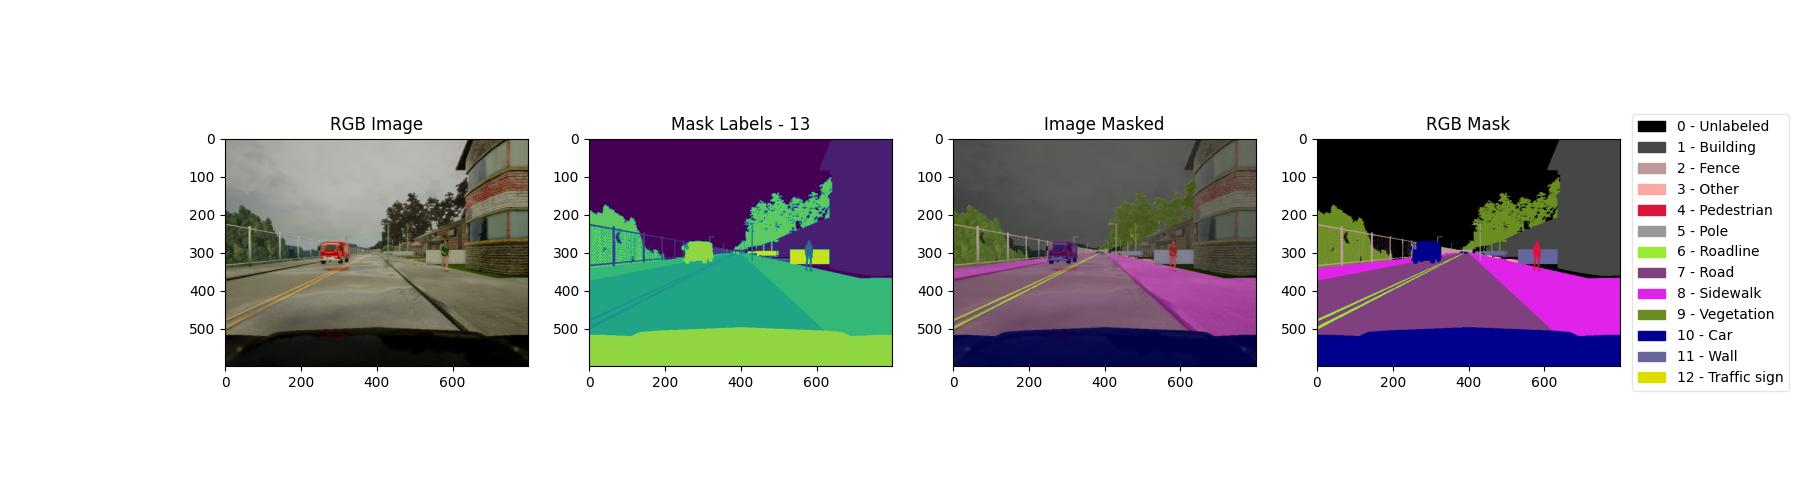 RGB Image
0
100
200
300
400
500
0
200
400
600
Mask Labels - 13
0
100
200
300
400
500
0
200
400
600
Image Masked
0
100
200
300
400
500
0
200
400
600
RGB Mask
0
100
200
300
400
500
0
200
400
600
0 - Unlabeled
1 - Building
2 - Fence
3 - Other
4 - Pedestrian
5 - Pole
6 - Roadline
7 - Road
8 - Sidewalk
9 - Vegetation
10 - Car
11 - Wall
12 - Traffic sign